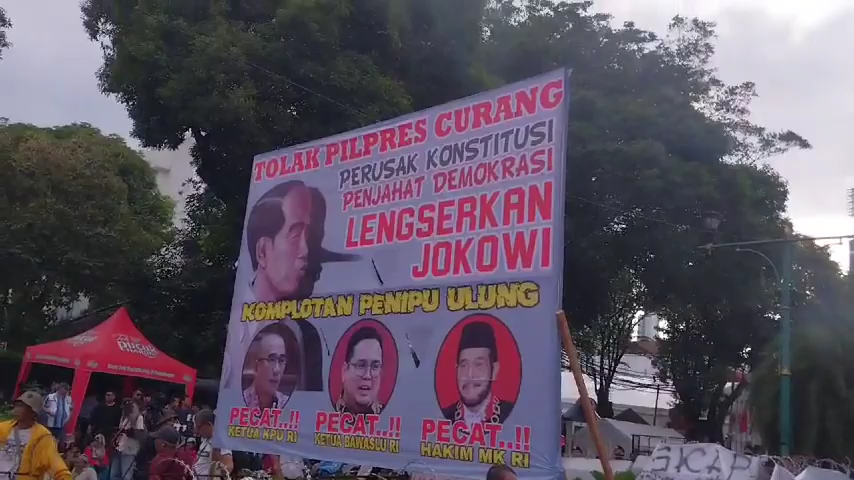 TOLAK PILPRES CURANG
PERUSAK KONSTITUSI
PENJAHAT DEMOKRASI
LENGSERKAN
JOKOWI
KOMPLOTAN PENIPU ULUNG
PECAT..!!
KETUA KPU RI
PECAT..!!
KETUA BAWASLU RI
PECAT..!!
HAKIM MK RI